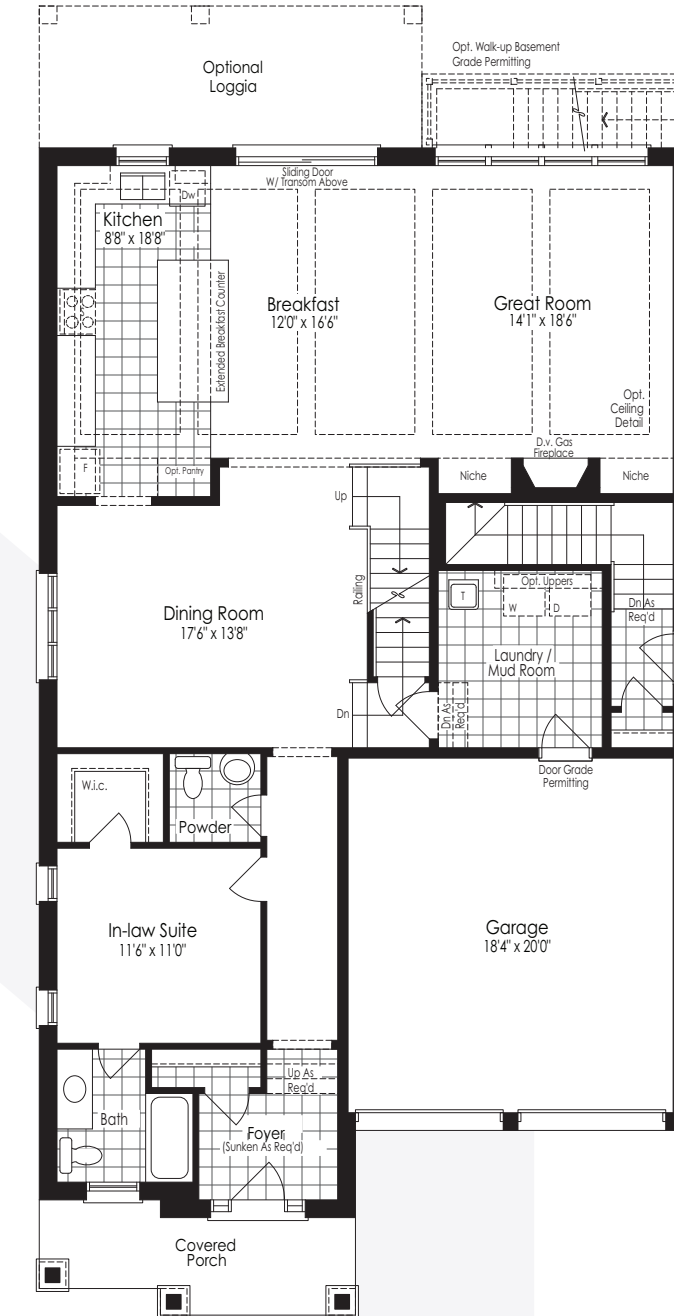 Optional
Loggia
Opt. Walk-up Basement
Grade Permitting
Sliding Door
W/ Transom Above
Dw
Kitchen
8'8" x 18'8"
Extended Breakfast Counter
Breakfast
12'0" x 16'6"
Great Room
14'1" x 18'6"
Opt.
Ceiling
Detail
D.v. Gas
Fireplace
F
Opt. Pantry
Niche
Niche
Up
Railing
Dining Room
17'6" x 13'8"
Opt. Uppers
T
W
D
Dn As
Req'd
Laundry /
Mud Room
Dn
Dn As
Req'd
Door Grade
Permitting
W.i.c.
Powder
In-law Suite
11'6" x 11'0"
Garage
18'4" x 20'0"
Up As
Req'd
Bath
Foyer
(Sunken As Req'd)
Covered
Porch